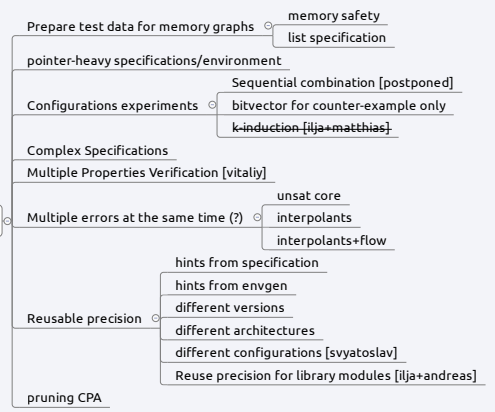 Prepare test data for memory graphs
memory safety
list specification
pointer-heavy specifications/environment
Configurations experiments
Sequential combination [postponed]
bitvector for counter-example only
k-induction [ilja+matthias]
Complex Specifications
Multiple Properties Verification [vitaliy]
Multiple errors at the same time (?)
unsat core
interpolants
interpolants+flow
Reusable precision
hints from specification
hints from envgen
different versions
different architectures
different configurations [svyatoslav]
Reuse precision for library modules [ilja+andreas]
pruning CPA